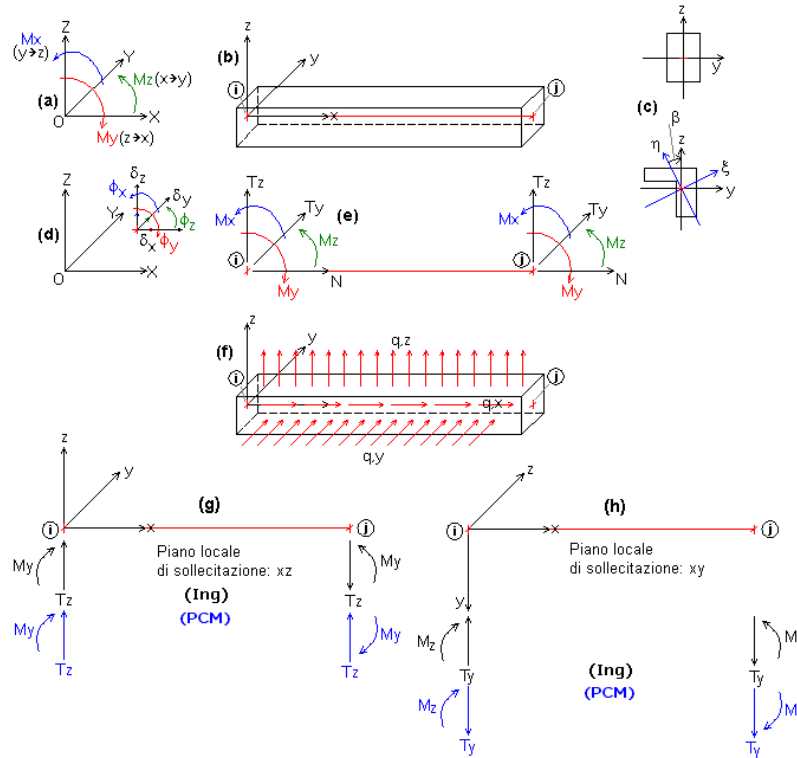 Z
Mx
(y→z)
Y
Mz(x→y)
(a)
X
O
My(z→x)
(b)
z
y
i
j
x
z
y
(c)
β
z
η
ξ
y
Z
ϕx
δz
δy
Y
ϕz
(d)
δx
ϕy
X
O
Tz
Ty
(e)
Mx
Mz
i
N
My
Tz
Ty
Mx
Mz
j
N
My
(f)
z
y
q,z
i
j
q,x
q,y
z
y
(g)
i
x
j
Piano locale
di sollecitazione: xz
My
Tz
My
Tz
(Ing)
(PCM)
My
Tz
My
Tz
z
(h)
i
x
j
Piano locale
di sollecitazione: xy
y
Mz
Ty
M
Ty
(Ing)
(PCM)
Mz
Ty
M
Ty